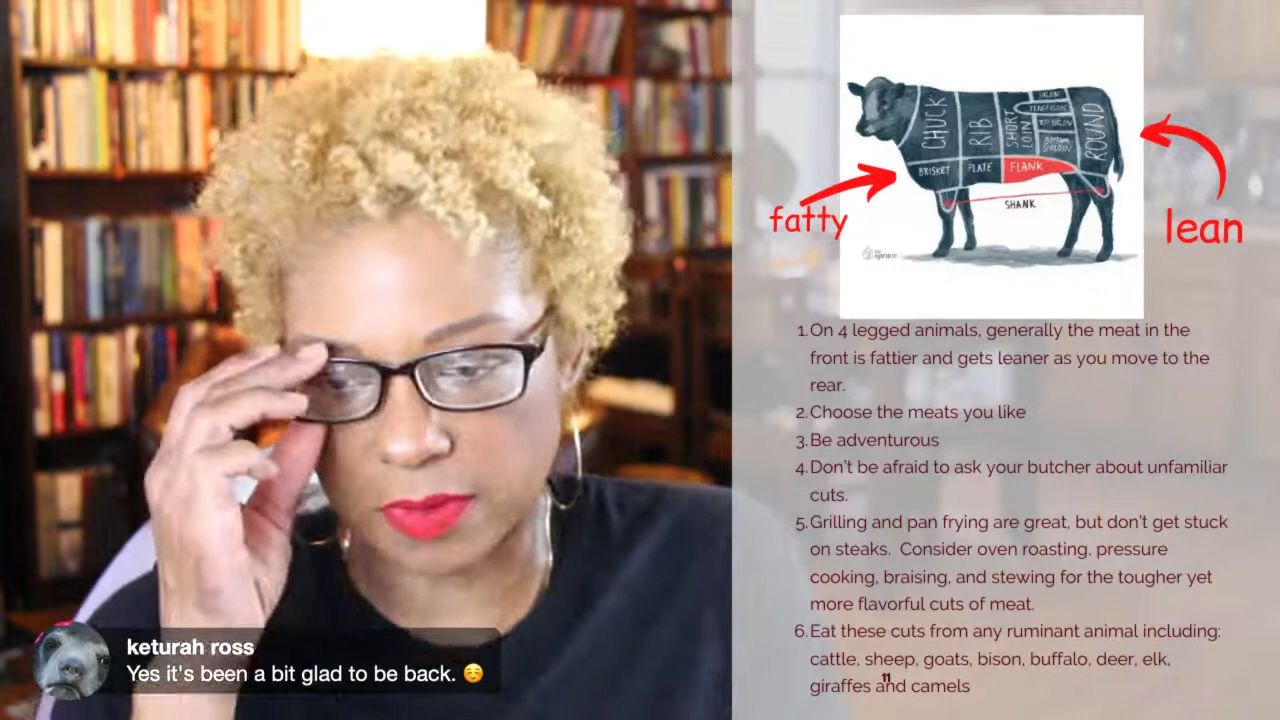 CHUCK
RIB
SHORT
LOIN
SIRLOIN
TENDERLOIN
TOP SIRLOIN
BOTTOM
SIRLOIN
ROUND
BRISKET
PLATE
FLANK
SHANK
the
spruce
fatty
lean
1. On 4 legged animals, generally the meat in the
front is fattier and gets leaner as you move to the
rear.
2. Choose the meats you like
3. Be adventurous
4. Don't be afraid to ask your butcher about unfamiliar
cuts.
5. Grilling and pan frying are great, but don't get stuck
on steaks. Consider oven roasting, pressure
cooking, braising, and stewing for the tougher yet
more flavorful cuts of meat.
6. Eat these cuts from any ruminant animal including:
cattle, sheep, goats, bison, buffalo, deer, elk,
giraffes and camels
11
keturah ross
Yes it's been a bit glad to be back. ☺️